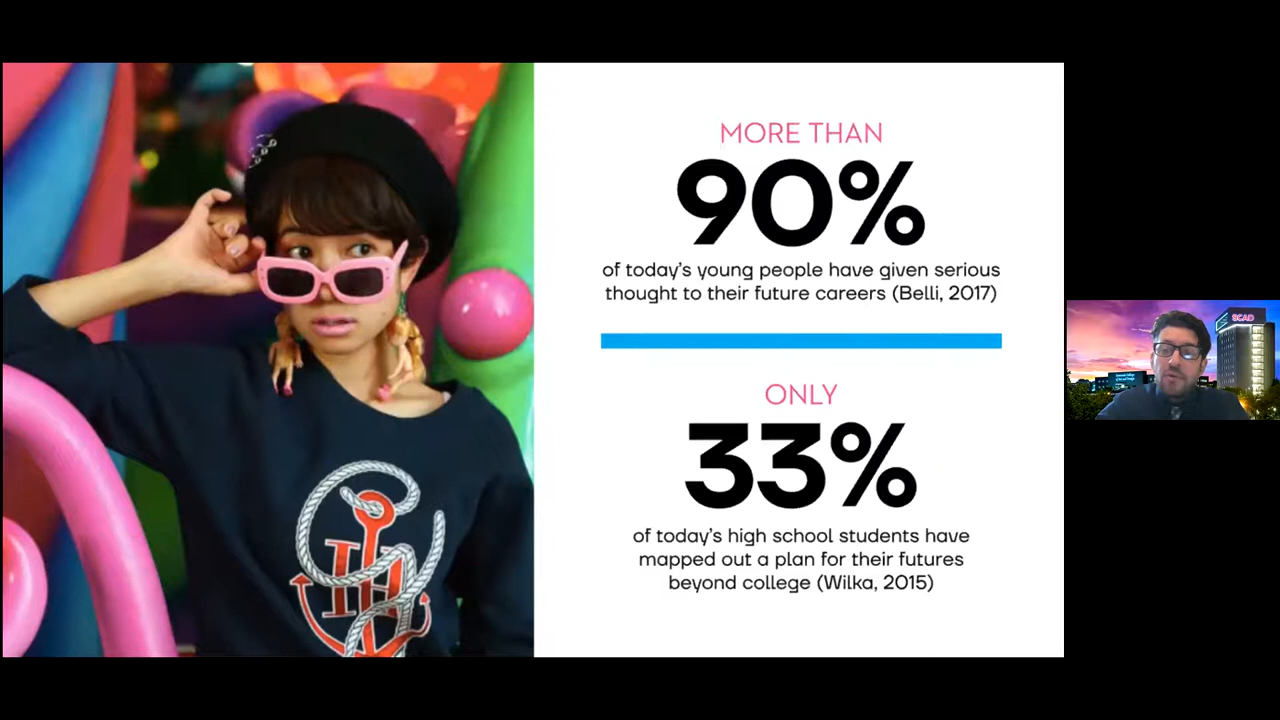 MORE THAN
90%
of today's young people have given serious
thought to their future careers (Belli, 2017)
ONLY
33%
of today's high school students have
mapped out a plan for their futures
beyond college (Wilka, 2015)
SCAD